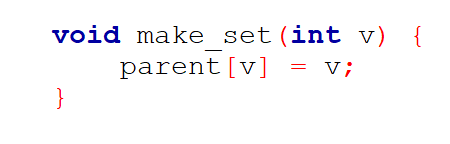 void make_set(int v) {
    parent[v] = v;
}